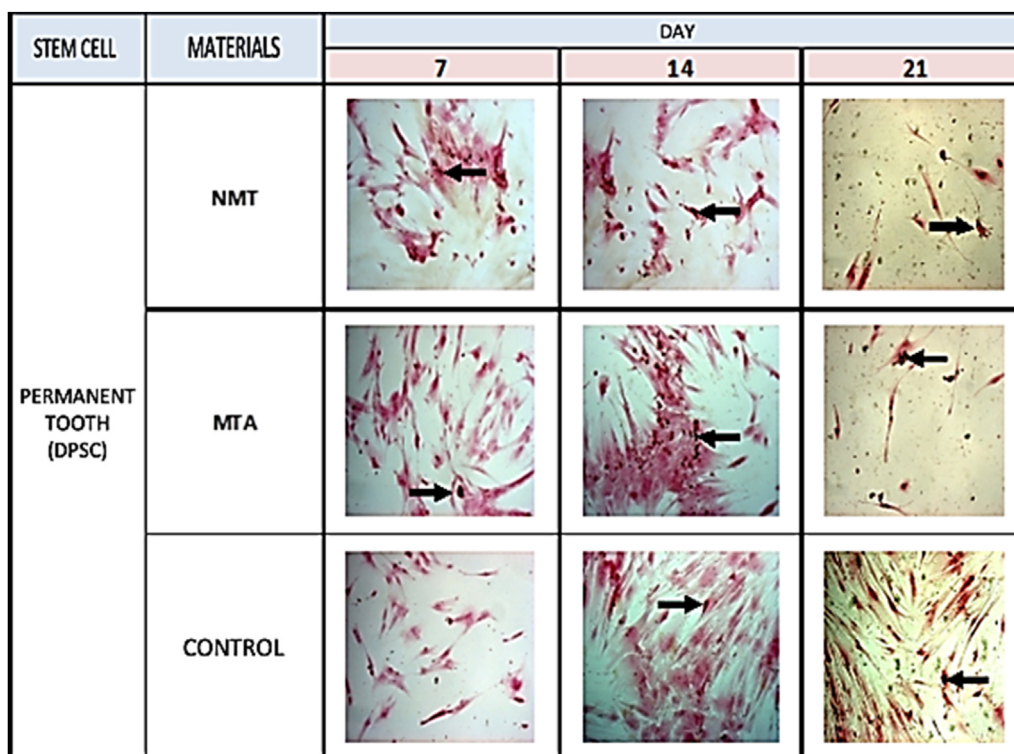 STEM CELL
MATERIALS
DAY
7
14
21
PERMANENT
TOOTH
(DPSC)
NMT
MTA
CONTROL